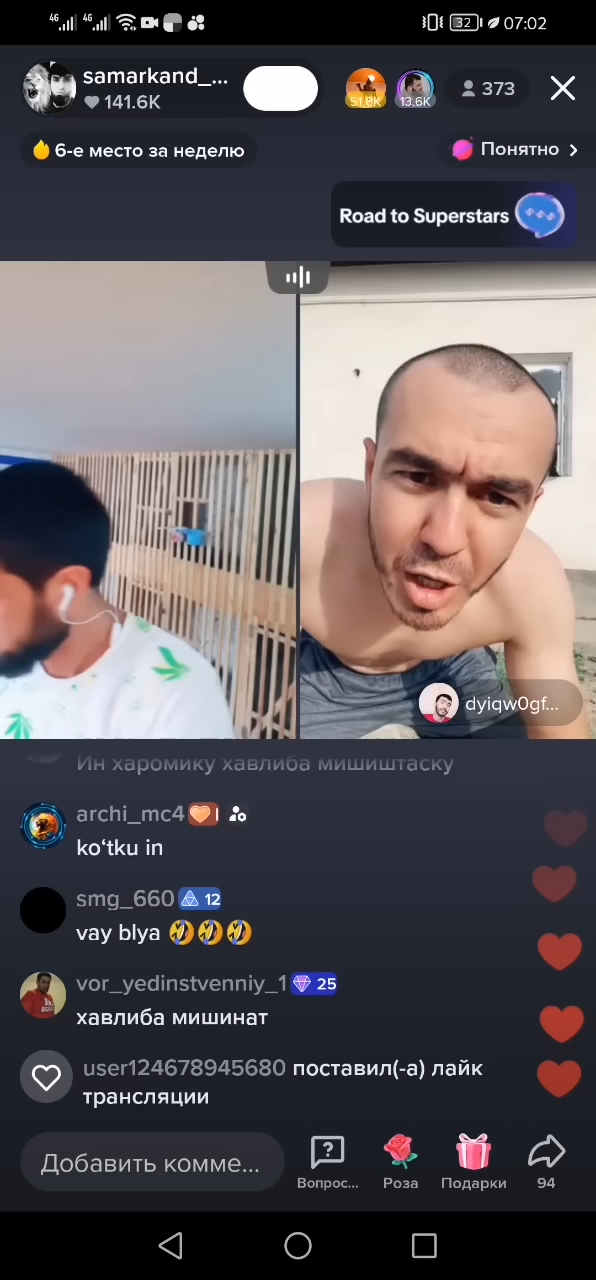 4G 4G 32 07:02
samarkand_...
141.6K
51.8K 13.6K 373
6-е место за неделю
Понятно
Road to Superstars
dyiqw0gf...
Ин харомику хавлиба мишиштаску
archi_mc4 I
ko‘tku in
smg_660 12
vay blya
vor_yedinstvenniy_1 25
хавлиба мишинат
user124678945680 поставил(-а) лайк
трансляции
Добавить комме...
Вопрос... Роза Подарки 94